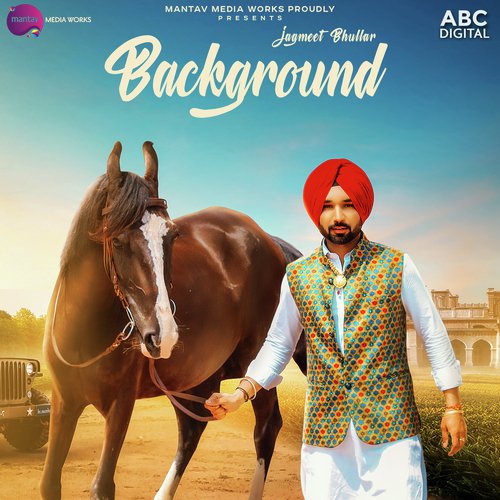 mantav MEDIA WORKS
MANTAV MEDIA WORKS PROUDLY
PRESENTS
Jagmeet Bhullar
Background
ABC
DIGITAL